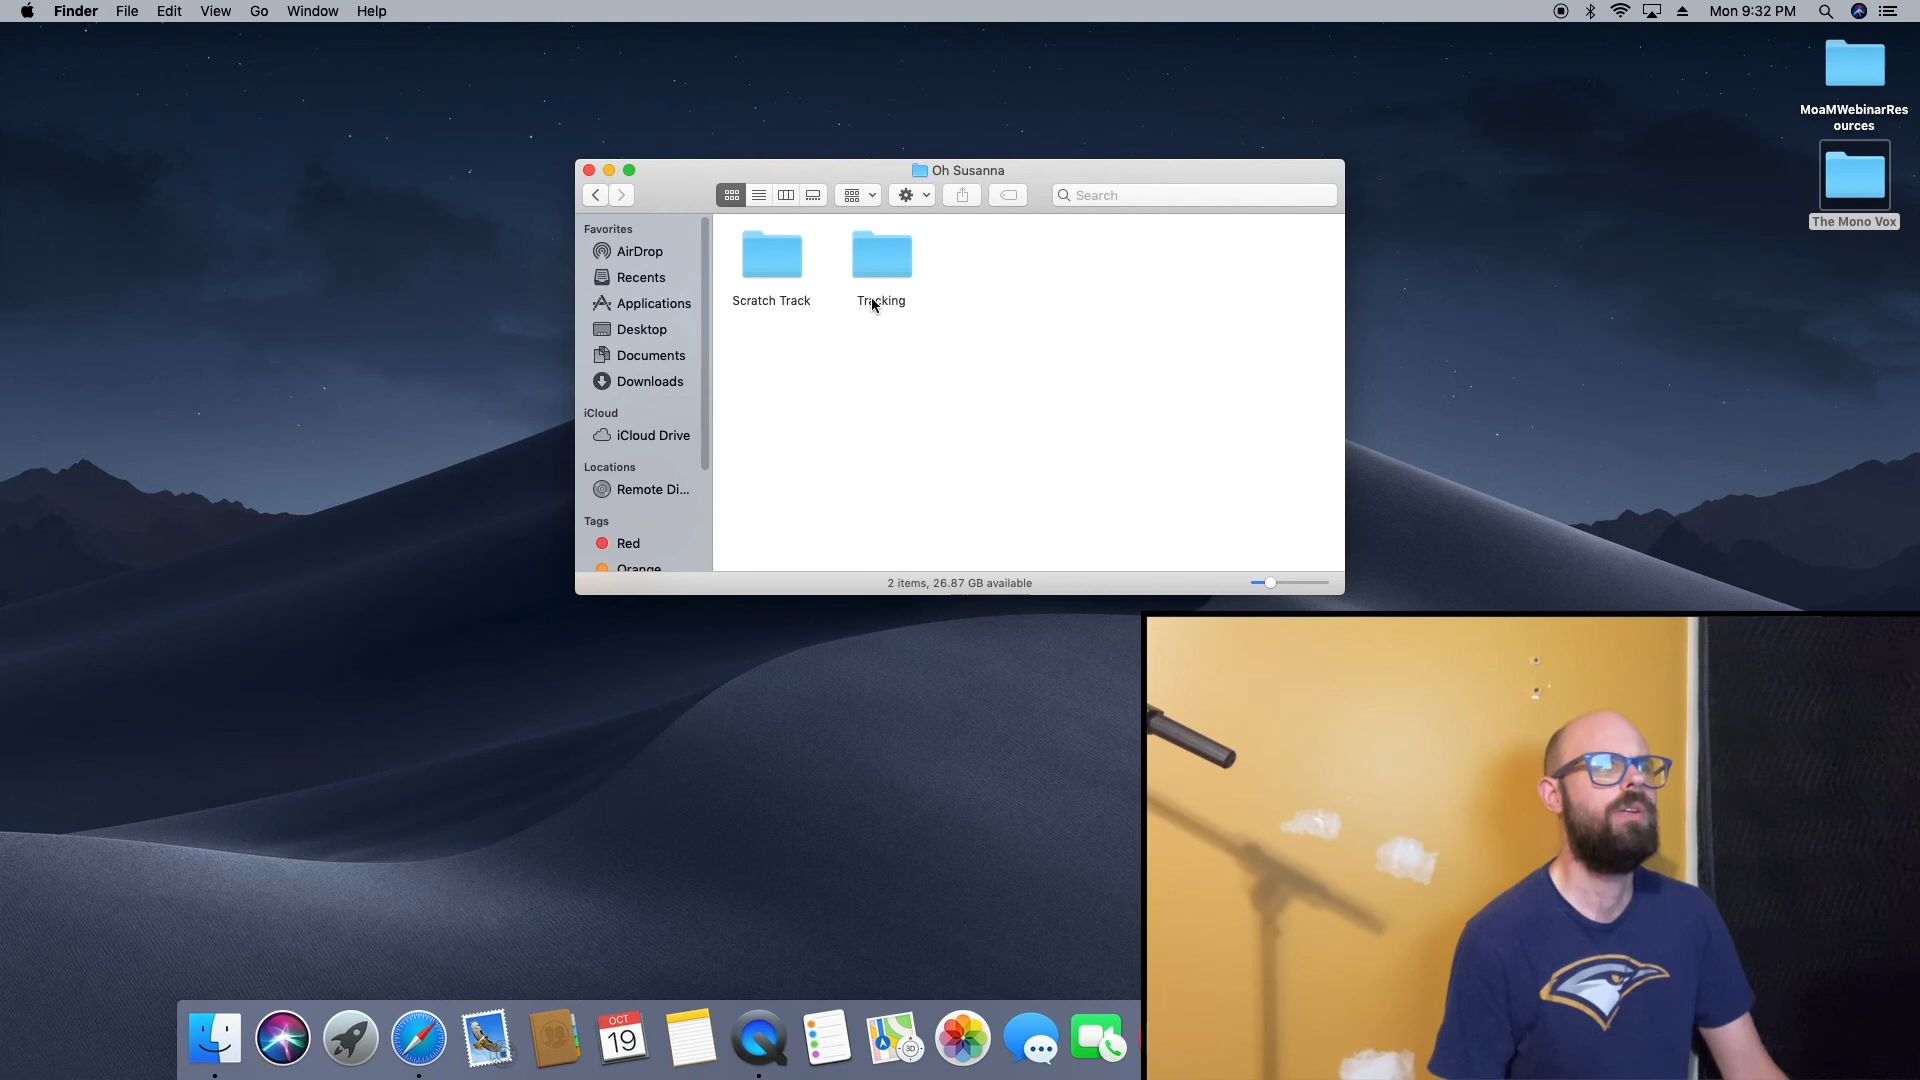 Finder File Edit View Go Window Help
Mon 9:32 PM
MoaMWebinarRes
ources
The Mono Vox
Oh Susanna
Search
Favorites
AirDrop
Recents
Applications
Desktop
Documents
Downloads
iCloud
iCloud Drive
Locations
Remote Di...
Tags
Red
Orange
Scratch Track
Tracking
2 items, 26.87 GB available
OCT
19
3D